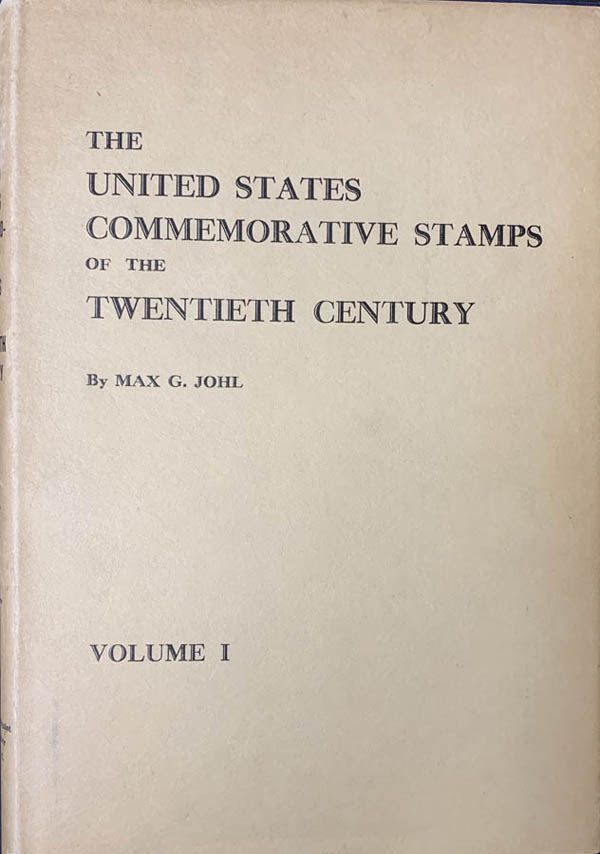 THE
UNITED STATES
COMMEMORATIVE STAMPS
OF THE
TWENTIETH CENTURY
By MAX G. JOHL
VOLUME I